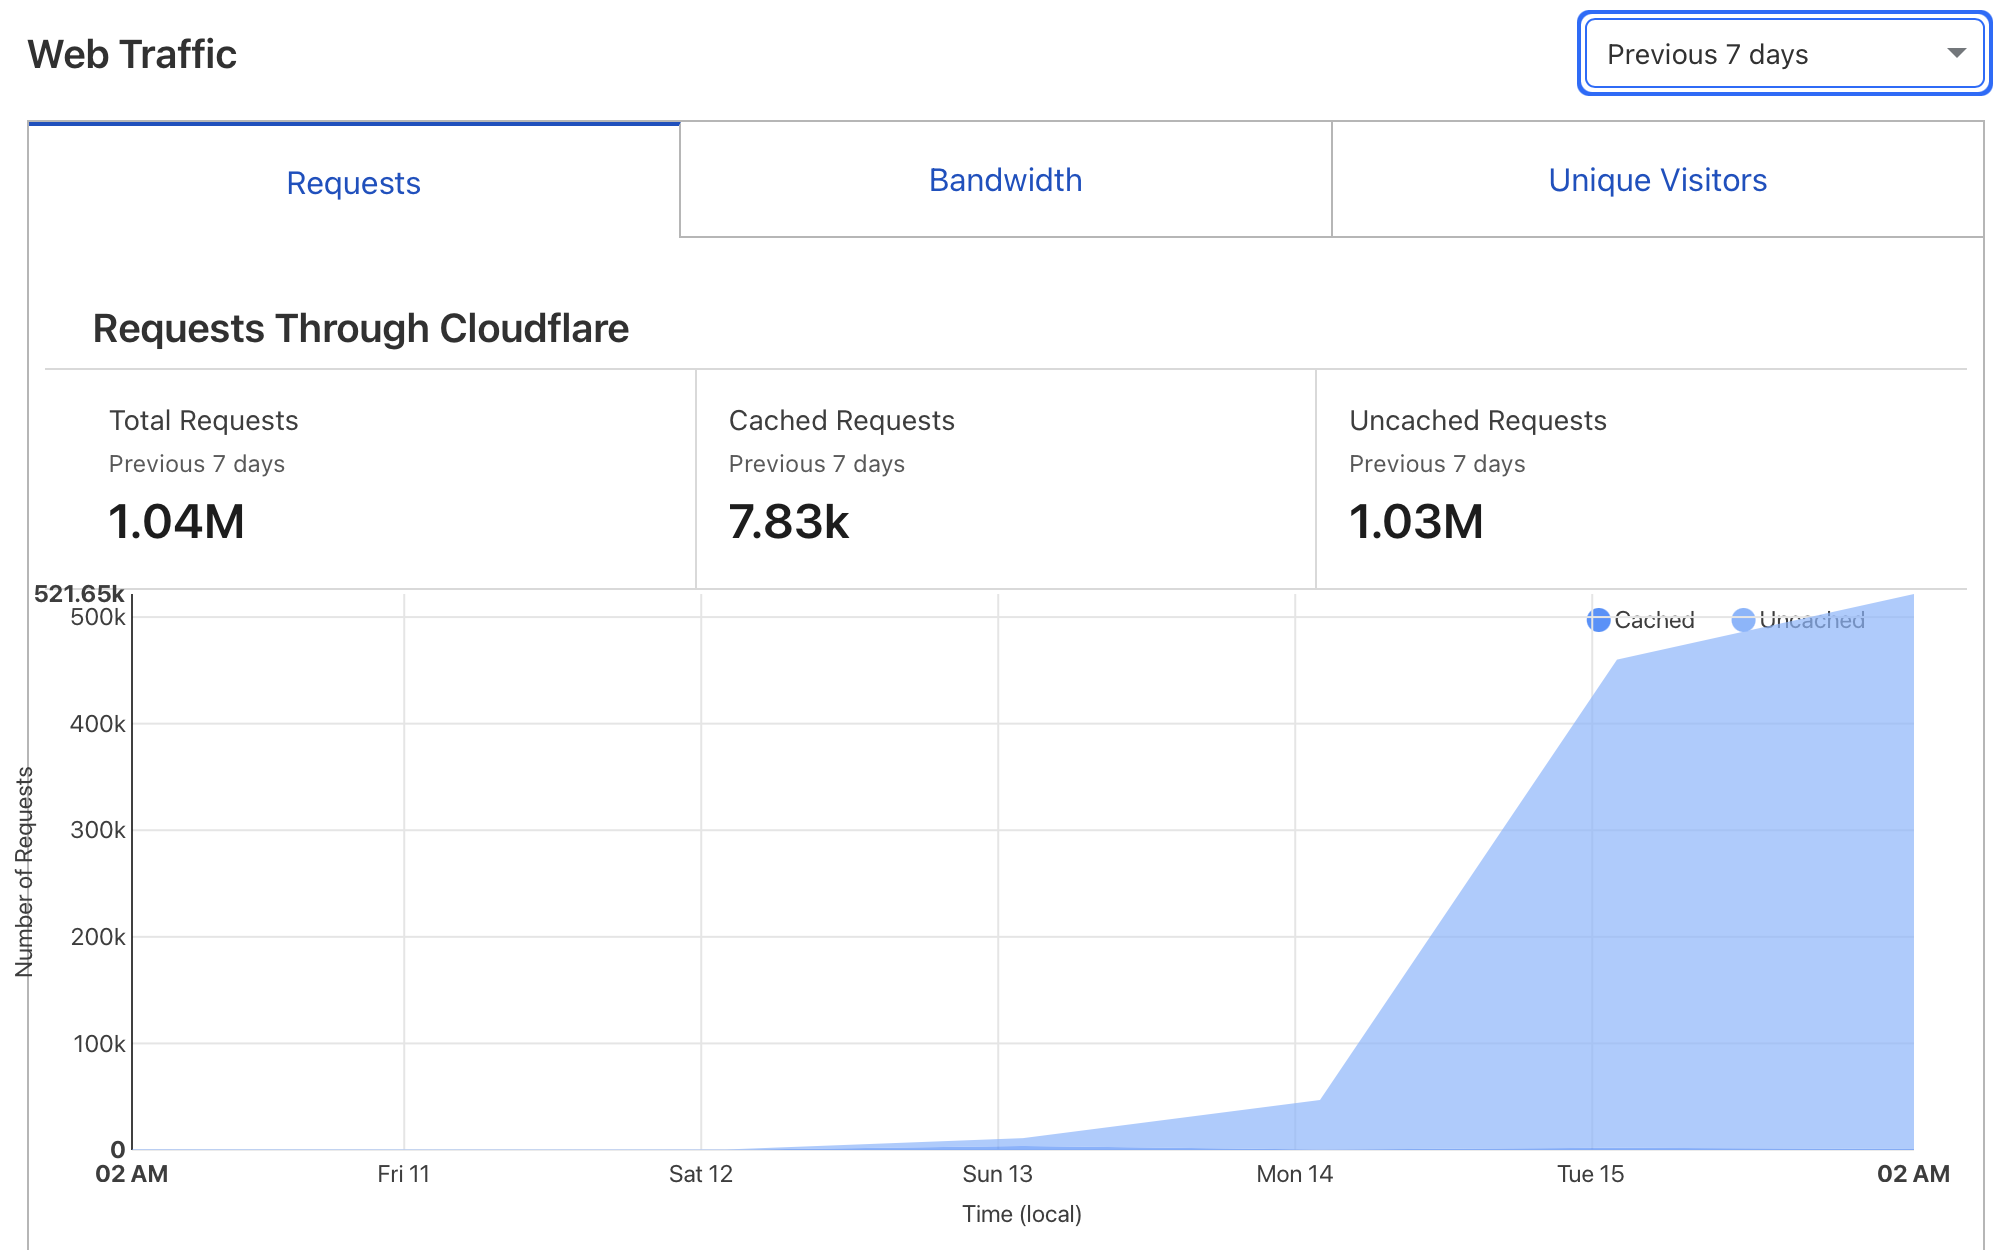 Web Traffic
Previous 7 days
Requests
Bandwidth
Unique Visitors
Requests Through Cloudflare
Total Requests
Previous 7 days
1.04M
Cached Requests
Previous 7 days
7.83k
Uncached Requests
Previous 7 days
1.03M
521.65k
500k
400k
300k
200k
100k
0
Number of Requests
Cached
Uncached
02 AM
Fri 11
Sat 12
Sun 13
Mon 14
Tue 15
02 AM
Time (local)